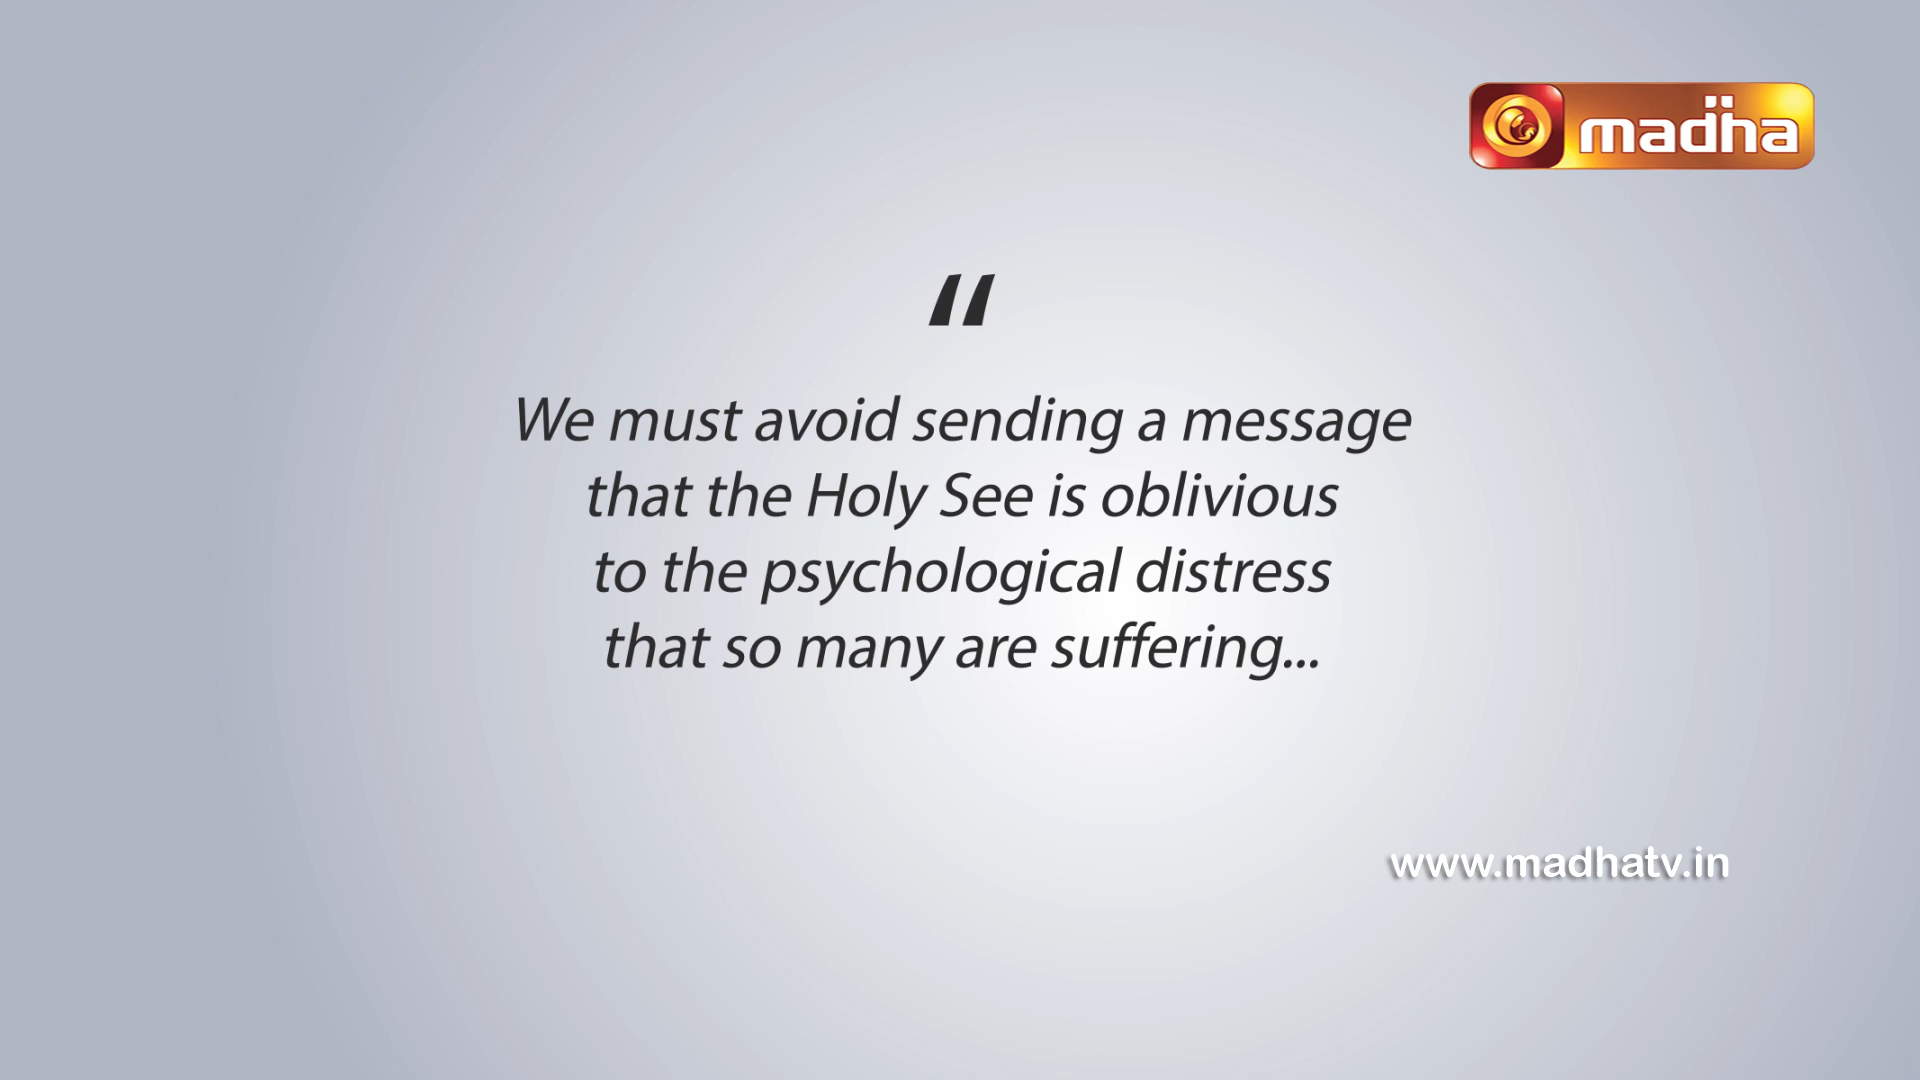 madha
“
We must avoid sending a message
that the Holy See is oblivious
to the psychological distress
that so many are suffering...
www.madhatv.in